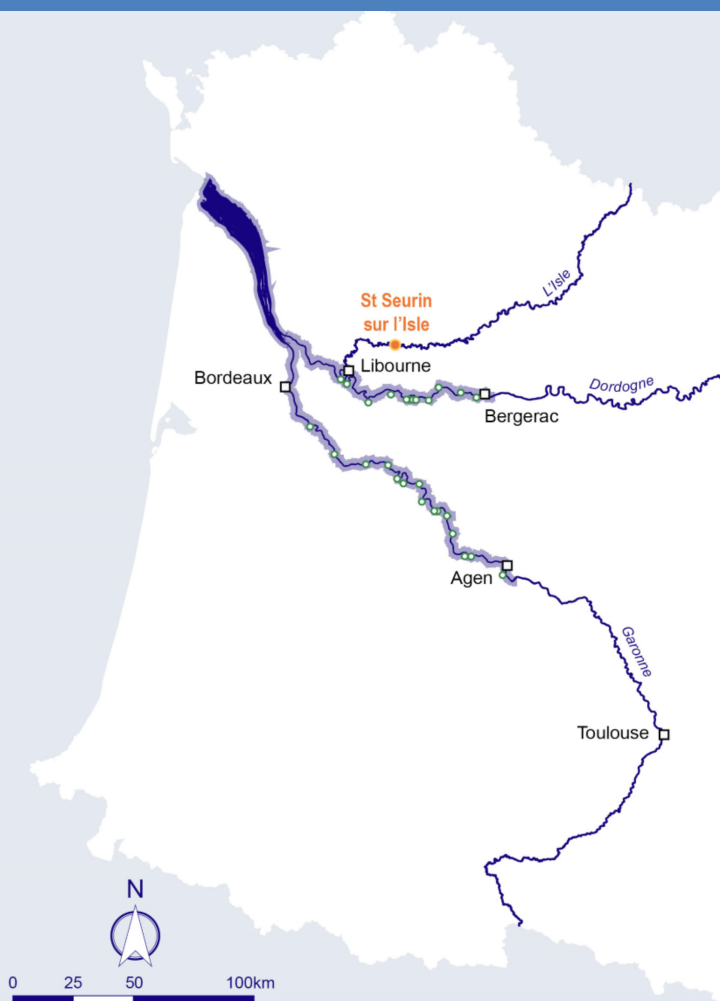 L'Isle
St Seurin
sur l'Isle
Libourne
Bordeaux
Dordogne
Bergerac
Agen
Garonne
Toulouse
N
0 25 50 100km